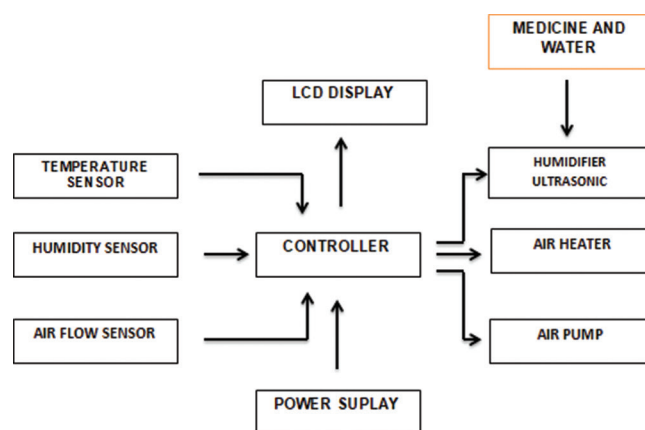 MEDICINE AND
WATER
LCD DISPLAY
TEMPERATURE
SENSOR
HUMIDIFIER
ULTRASONIC
HUMIDITY SENSOR
CONTROLLER
AIR HEATER
AIR FLOW SENSOR
AIR PUMP
POWER SUPLAY